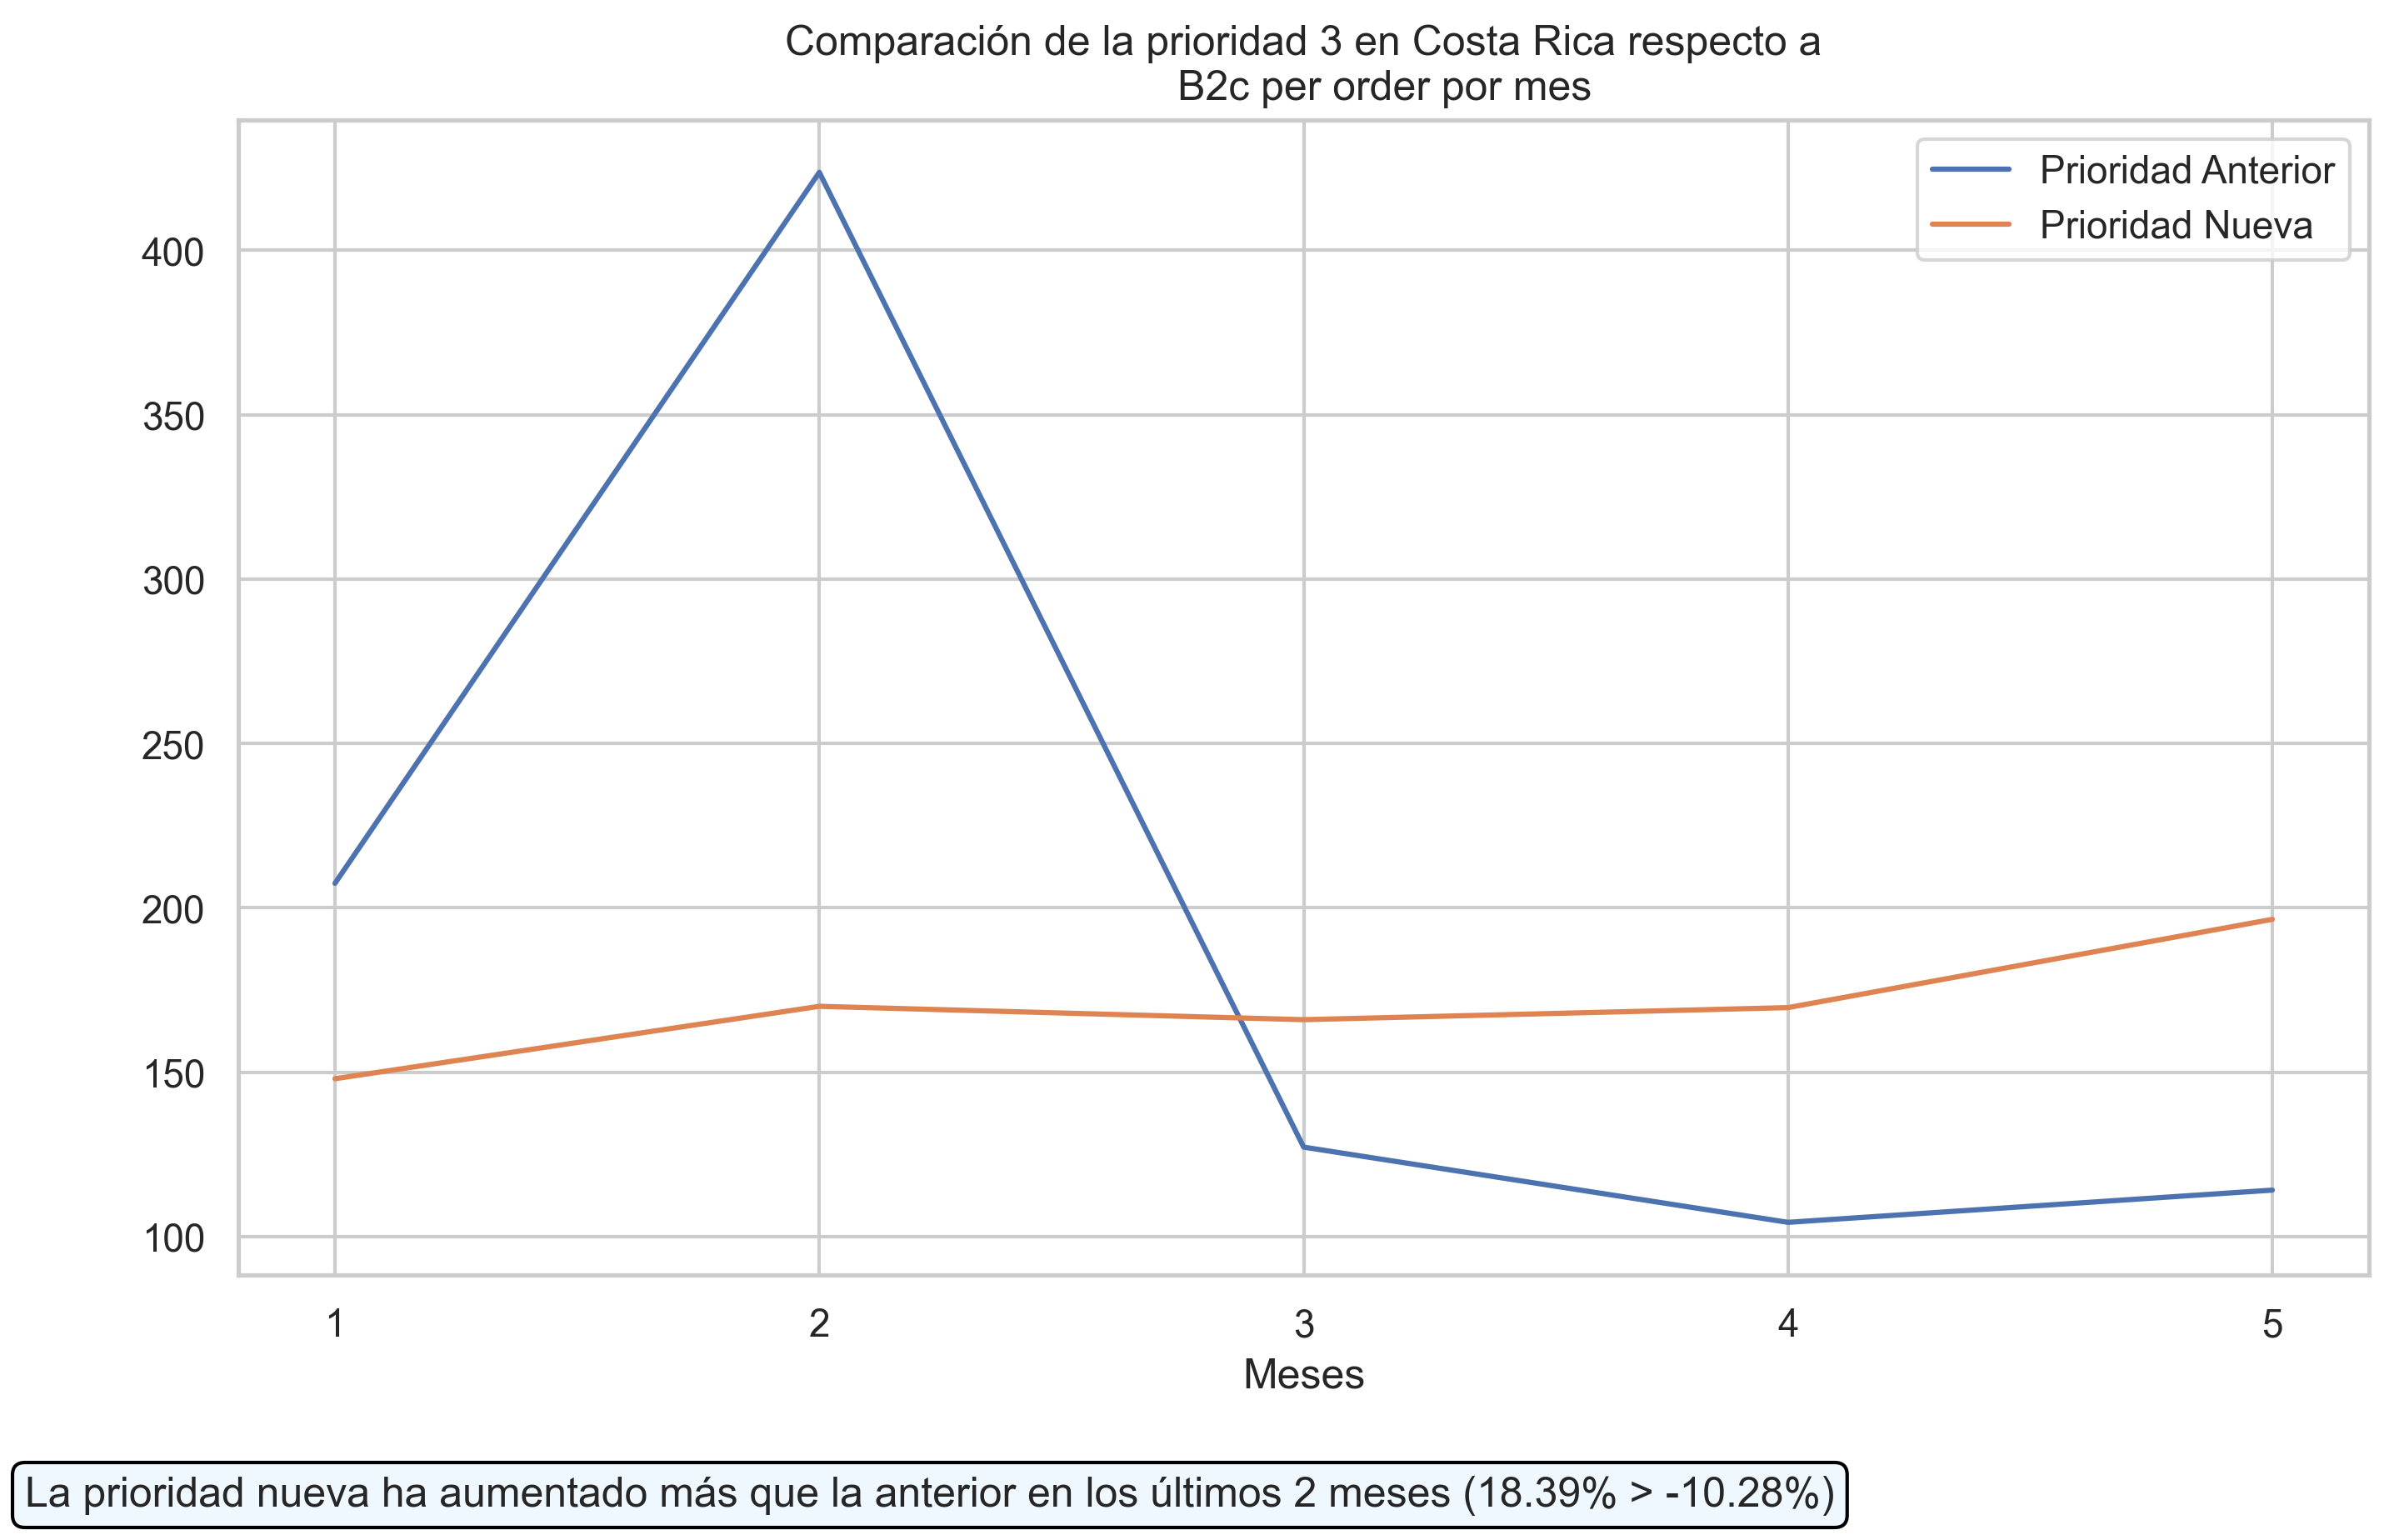 Comparación de la prioridad 3 en Costa Rica respecto a
B2c per order por mes
Prioridad Anterior
Prioridad Nueva
400
350
300
250
200
150
100
1
2
3
4
5
Meses
La prioridad nueva ha aumentado más que la anterior en los últimos 2 meses (18.39% > -10.28%)